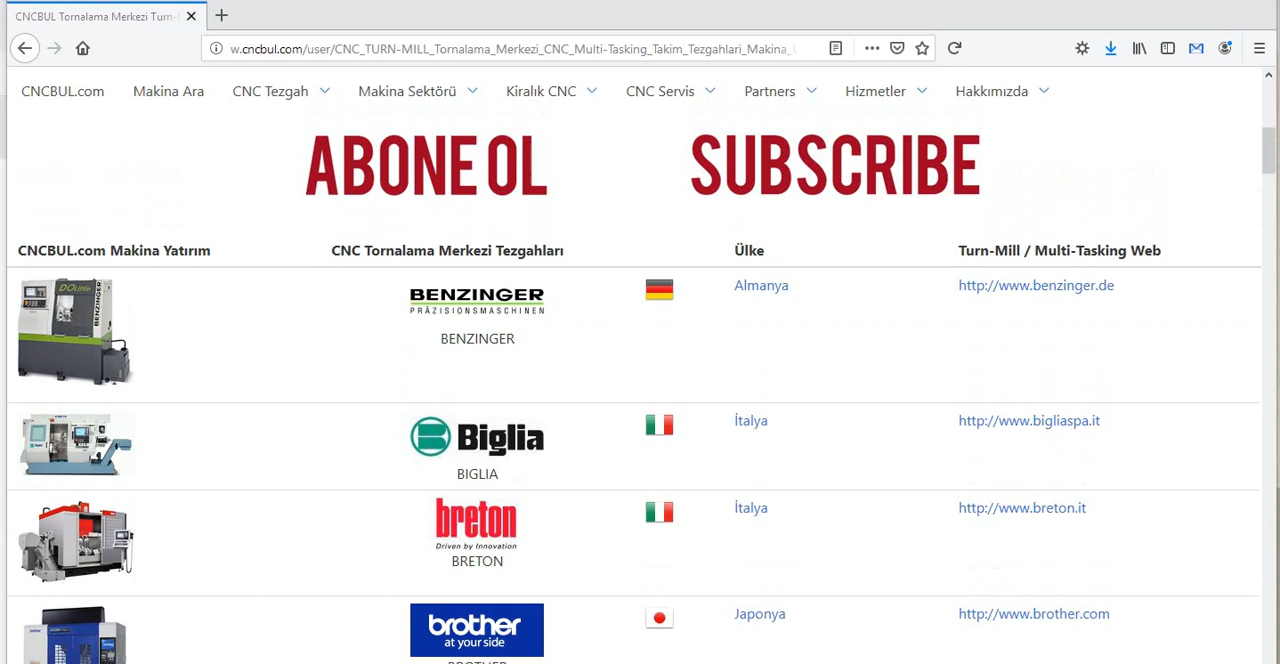 CNCBUL Tornalama Merkezi Turn-
w.cncbul.com/user/CNC_TURN-MILL_Tornalama_Merkezi_CNC_Multi-Tasking_Takim_Tezgahlari_Makina_
CNCBUL.com Makina Ara CNC Tezgah Makina Sektörü Kiralık CNC CNC Servis Partners Hizmetler Hakkımızda
ABONE OL SUBSCRIBE
CNCBUL.com Makina Yatırım CNC Tornalama Merkezi Tezgahları Ülke Turn-Mill / Multi-Tasking Web
DOLittle BENZINGER
BENZINGER
PRÄZISIONSMASCHINEN
BENZINGER
Almanya http://www.benzinger.de
Biglia
BIGLIA
İtalya http://www.bigliaspa.it
breton
Driven by Innovation
BRETON
İtalya http://www.breton.it
brother
at your side
BROTHER
Japonya http://www.brother.com